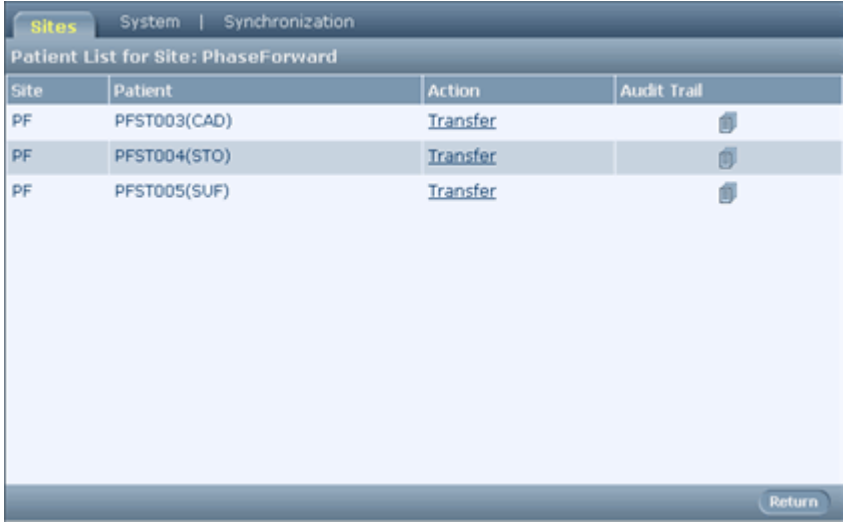 Sites System | Synchronization
Patient List for Site: PhaseForward
Site Patient Action Audit Trail
PF PFST003(CAD) Transfer
PF PFST004(STO) Transfer
PF PFST005(SUF) Transfer
Return